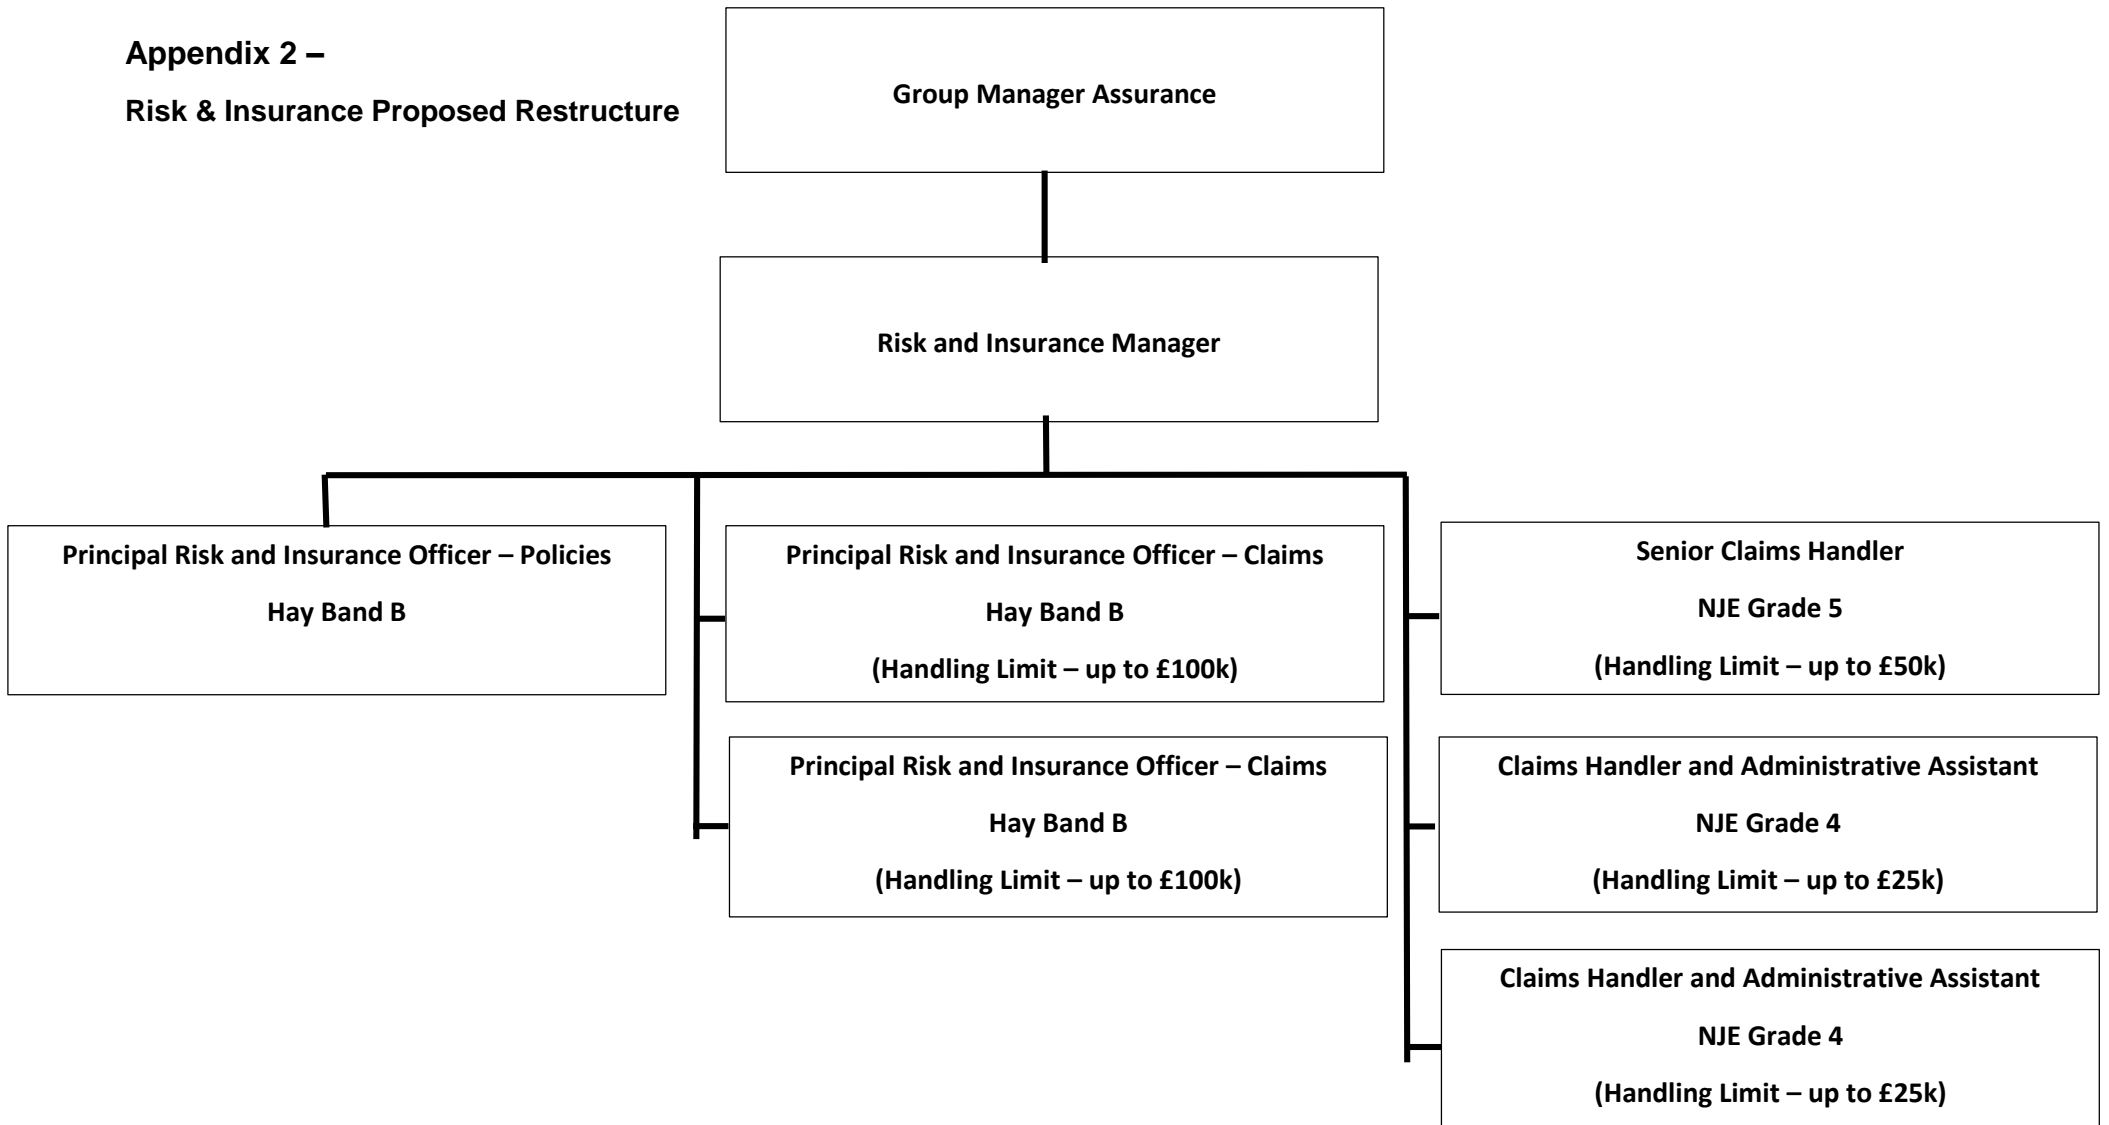 Appendix 2 –
Risk & Insurance Proposed Restructure
Group Manager Assurance
Risk and Insurance Manager
Principal Risk and Insurance Officer – Policies
Hay Band B
Principal Risk and Insurance Officer – Claims
Hay Band B
(Handling Limit – up to £100k)
Principal Risk and Insurance Officer – Claims
Hay Band B
(Handling Limit – up to £100k)
Senior Claims Handler
NJE Grade 5
(Handling Limit – up to £50k)
Claims Handler and Administrative Assistant
NJE Grade 4
(Handling Limit – up to £25k)
Claims Handler and Administrative Assistant
NJE Grade 4
(Handling Limit – up to £25k)